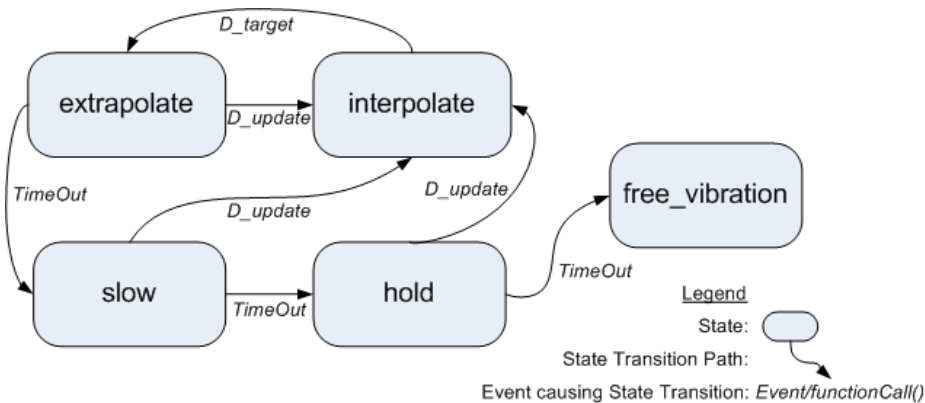 D_target
extrapolate
interpolate
D_update
TimeOut
D_update
D_update
free_vibration
slow
TimeOut
hold
TimeOut
Legend
State:
State Transition Path:
Event causing State Transition: Event/functionCall()